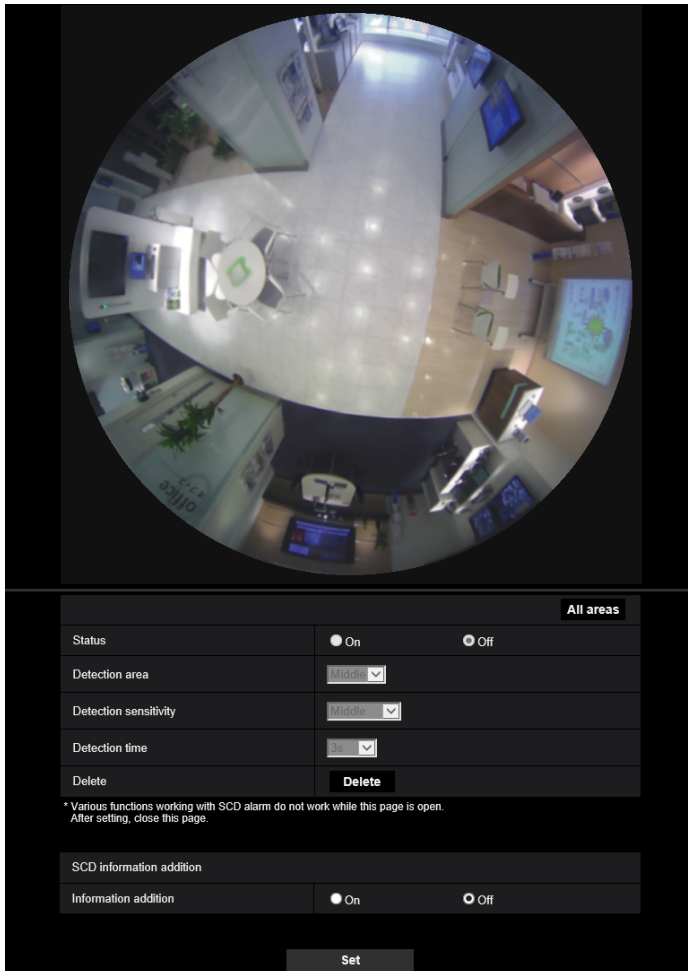 office
All areas
Status On Off
Detection area Middle
Detection sensitivity Middle
Detection time 3s
Delete Delete
* Various functions working with SCD alarm do not work while this page is open.
After setting, close this page.
SCD information addition
Information addition On Off
Set